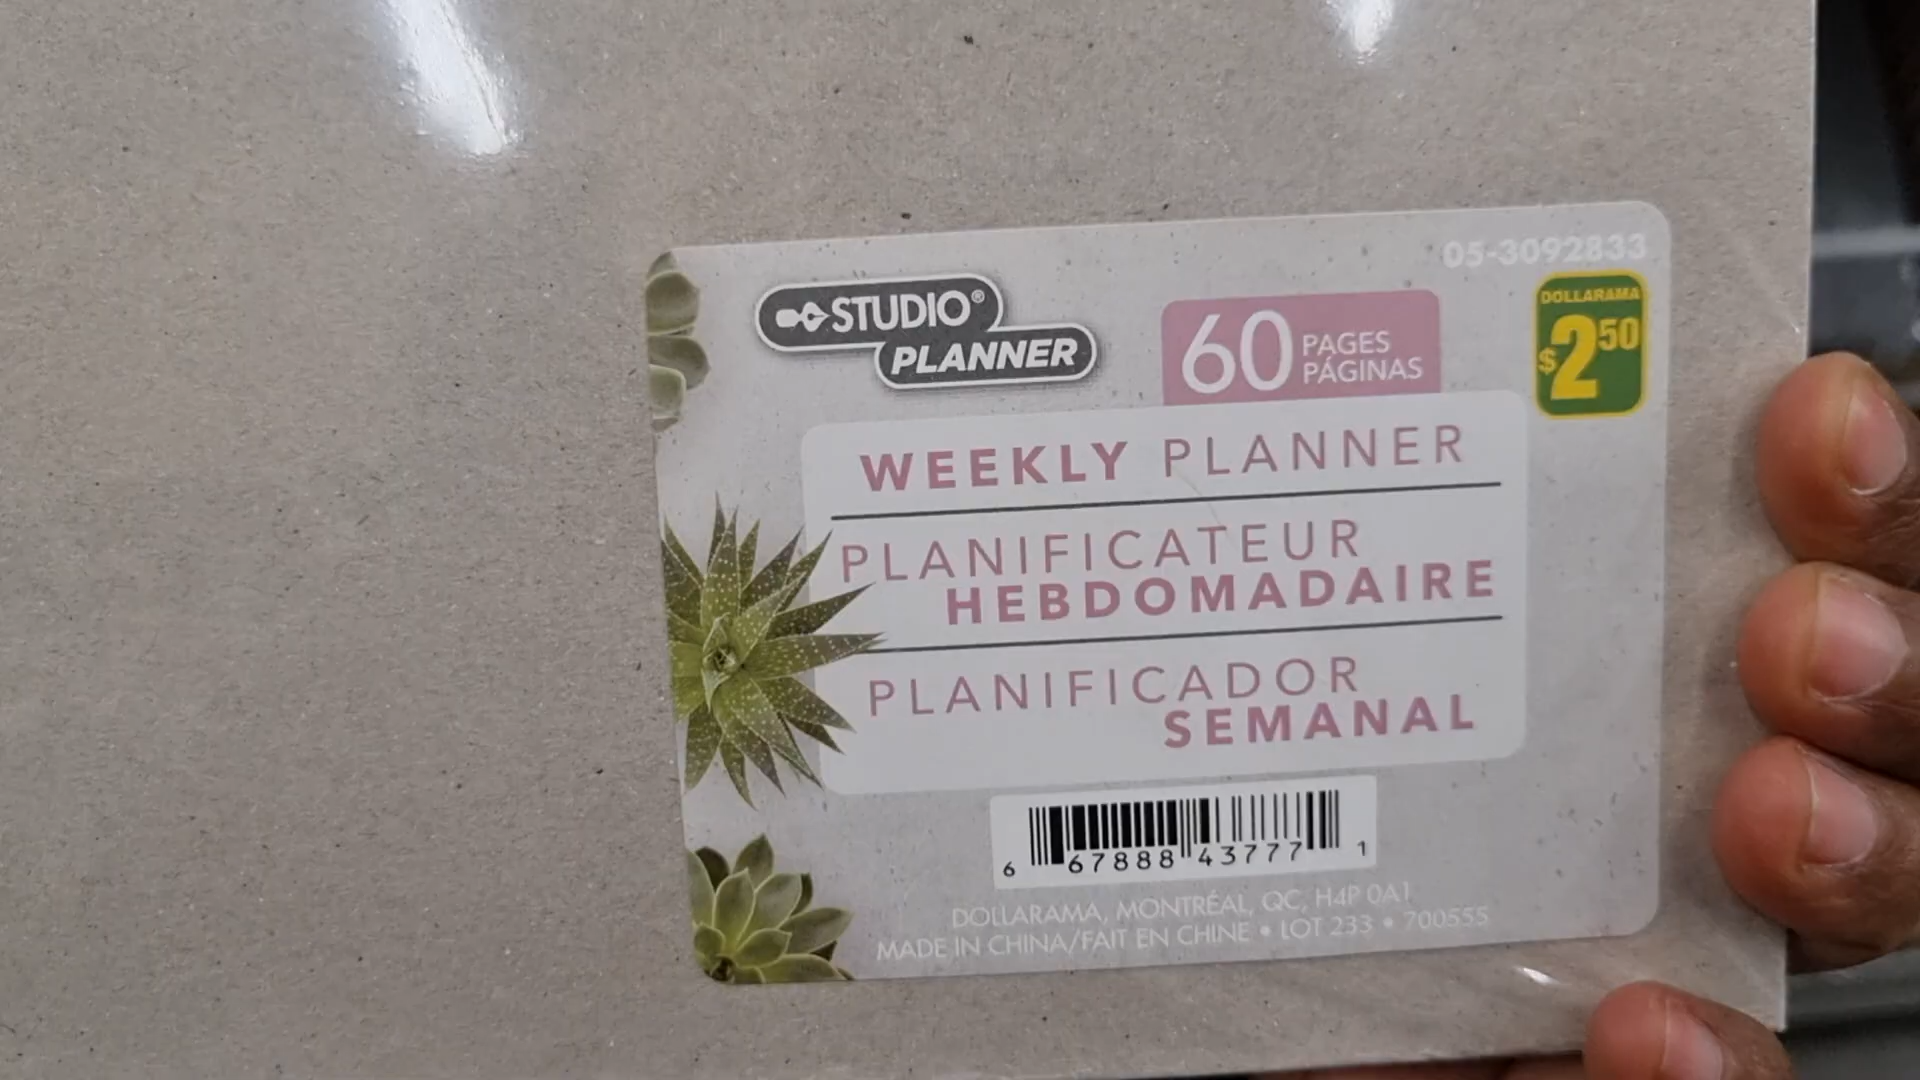 05-3092833
STUDIO®
PLANNER
60 PAGES
PÁGINAS
DOLLARAMA
$2.50
WEEKLY PLANNER
PLANIFICATEUR
HEBDOMADAIRE
PLANIFICADOR
SEMANAL
6 67888 43777 1
DOLLARAMA, MONTRÉAL, QC, H4P 0A1
MADE IN CHINA/FAIT EN CHINE • LOT 233 • 700555